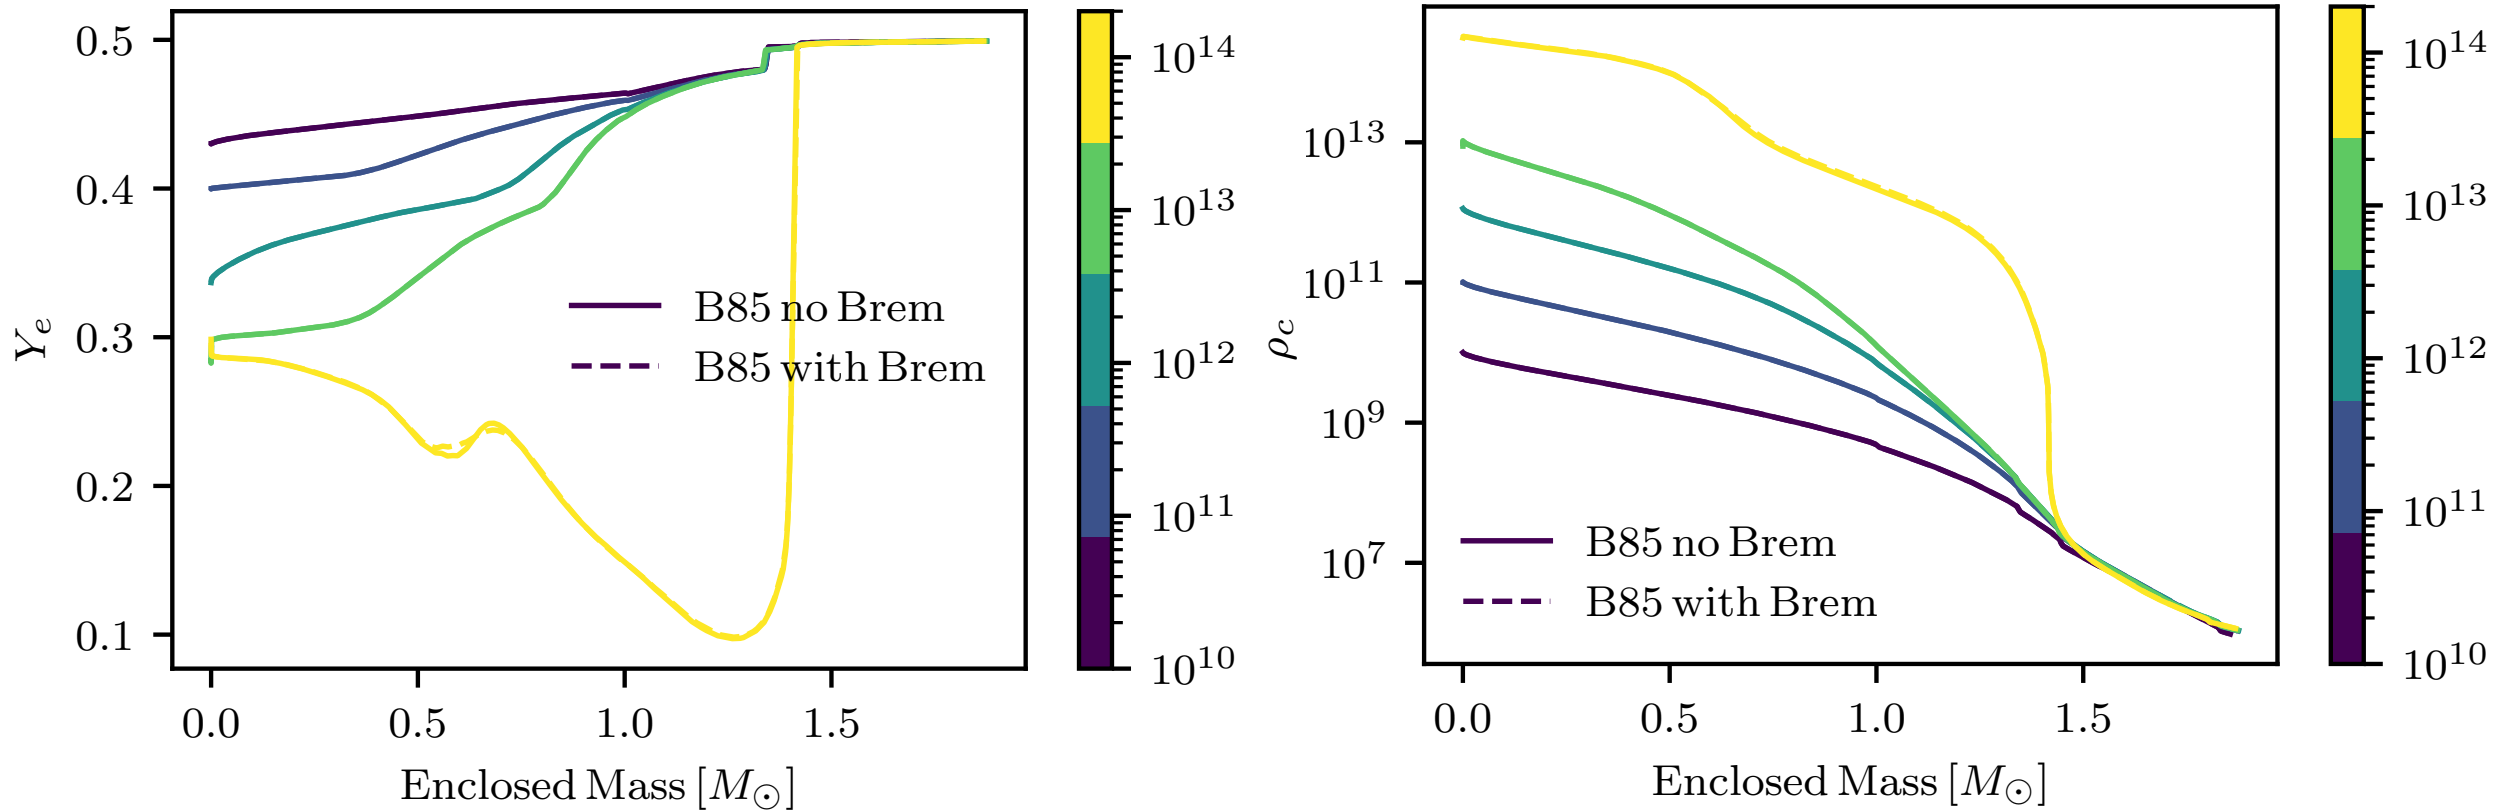 0.5
0.4
0.3
0.2
0.1
Y_e
B85 no Brem
B85 with Brem
0.0 0.5 1.0 1.5
Enclosed Mass [M_⊙]
10^14
10^13
10^12
10^11
10^10
10^13
10^11
10^9
10^7
ρ_c
B85 no Brem
B85 with Brem
0.0 0.5 1.0 1.5
Enclosed Mass [M_⊙]
10^14
10^13
10^12
10^11
10^10